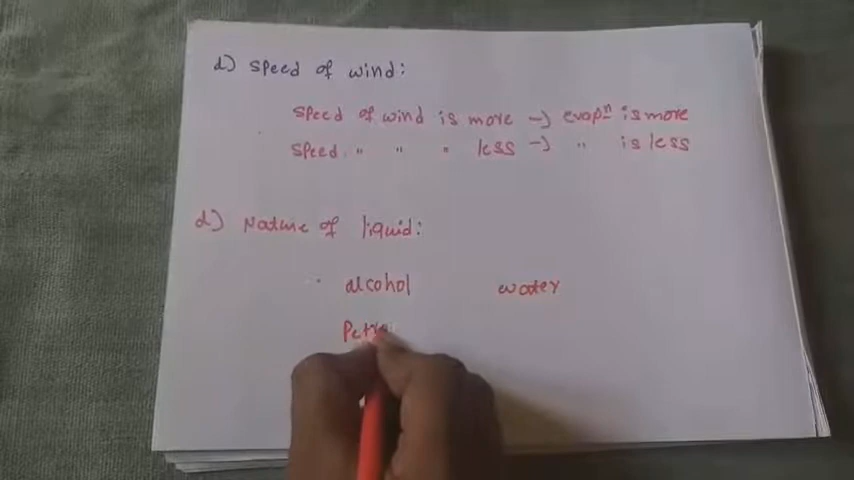 d) Speed of wind:
Speed of wind is more → evapⁿ is more
Speed " " " less → " is less
d) Nature of liquid:
alcohol water
Petro